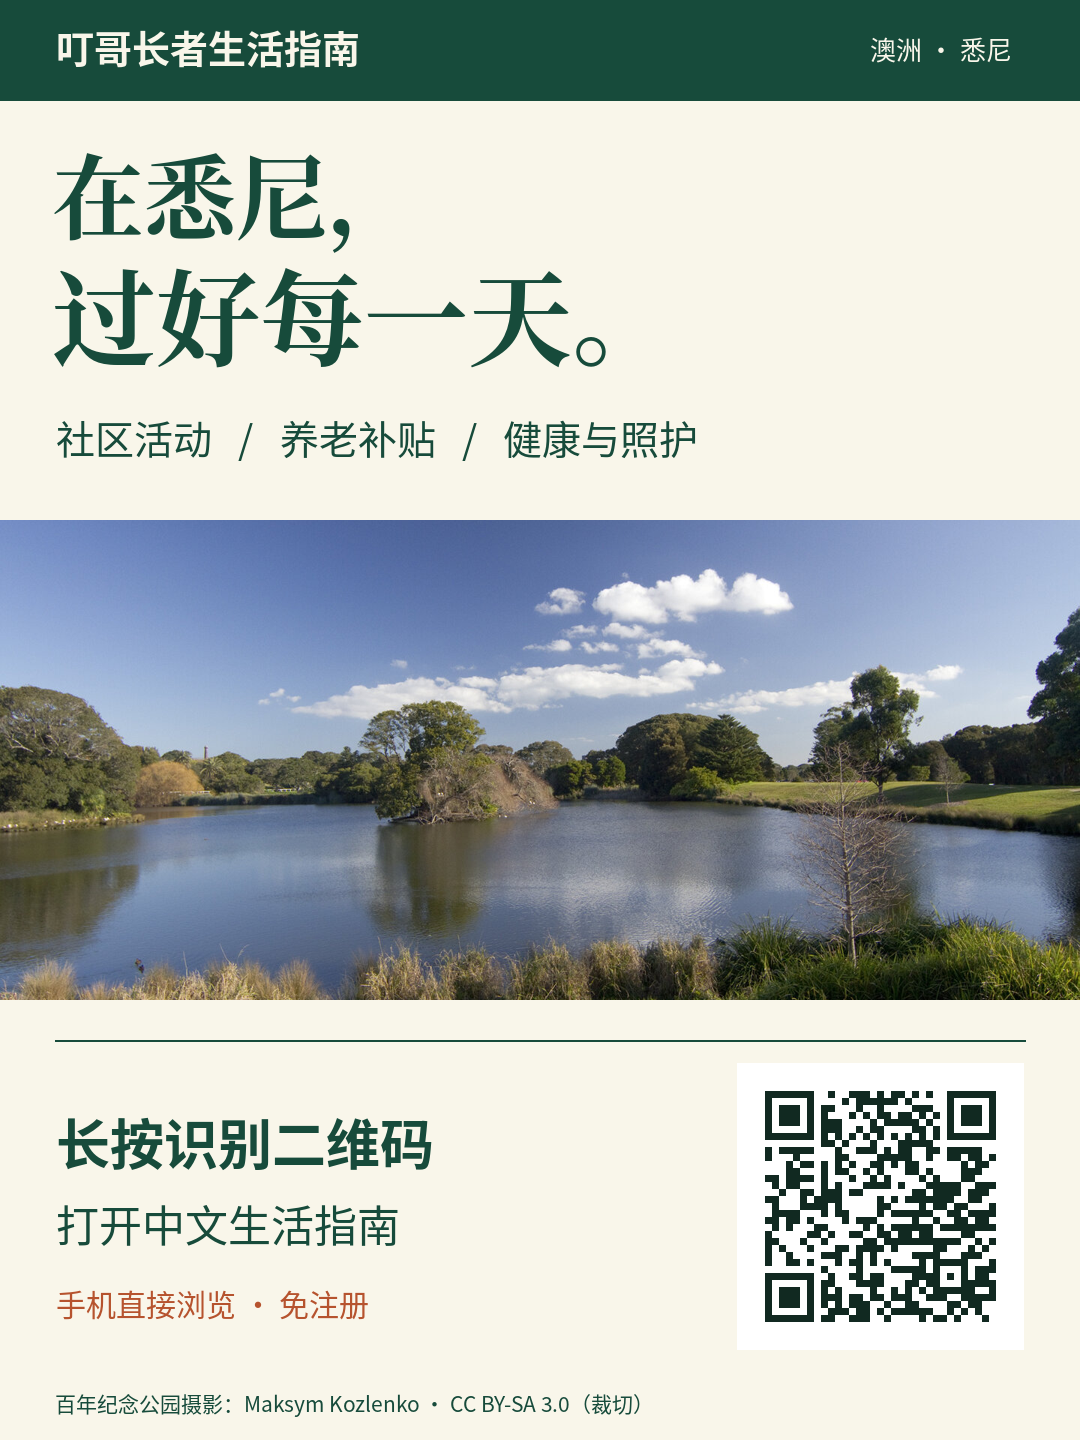 叮哥长者生活指南
澳洲 · 悉尼
在悉尼，
过好每一天。
社区活动 / 养老补贴 / 健康与照护
长按识别二维码
打开中文生活指南
手机直接浏览 · 免注册
百年纪念公园摄影：Maksym Kozlenko · CC BY-SA 3.0（裁切）